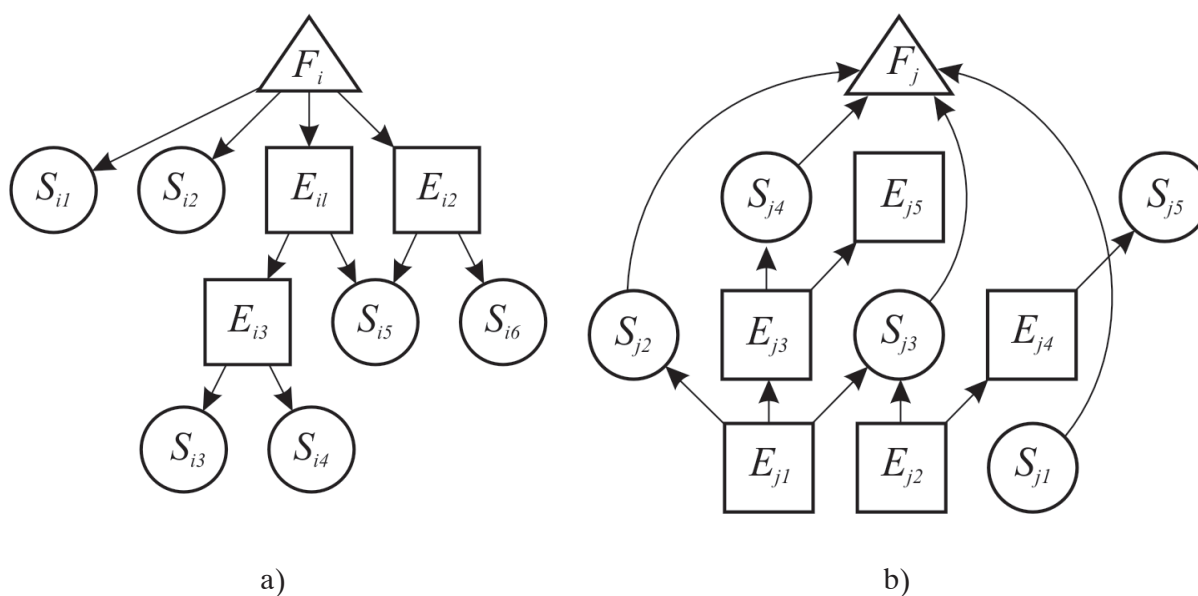 F_i
F_j
S_i1
S_i2
E_il
E_i2
S_j4
E_j5
S_j5
E_i3
S_i5
S_i6
S_j2
E_j3
S_j3
E_j4
S_i3
S_i4
E_j1
E_j2
S_j1
a)
b)